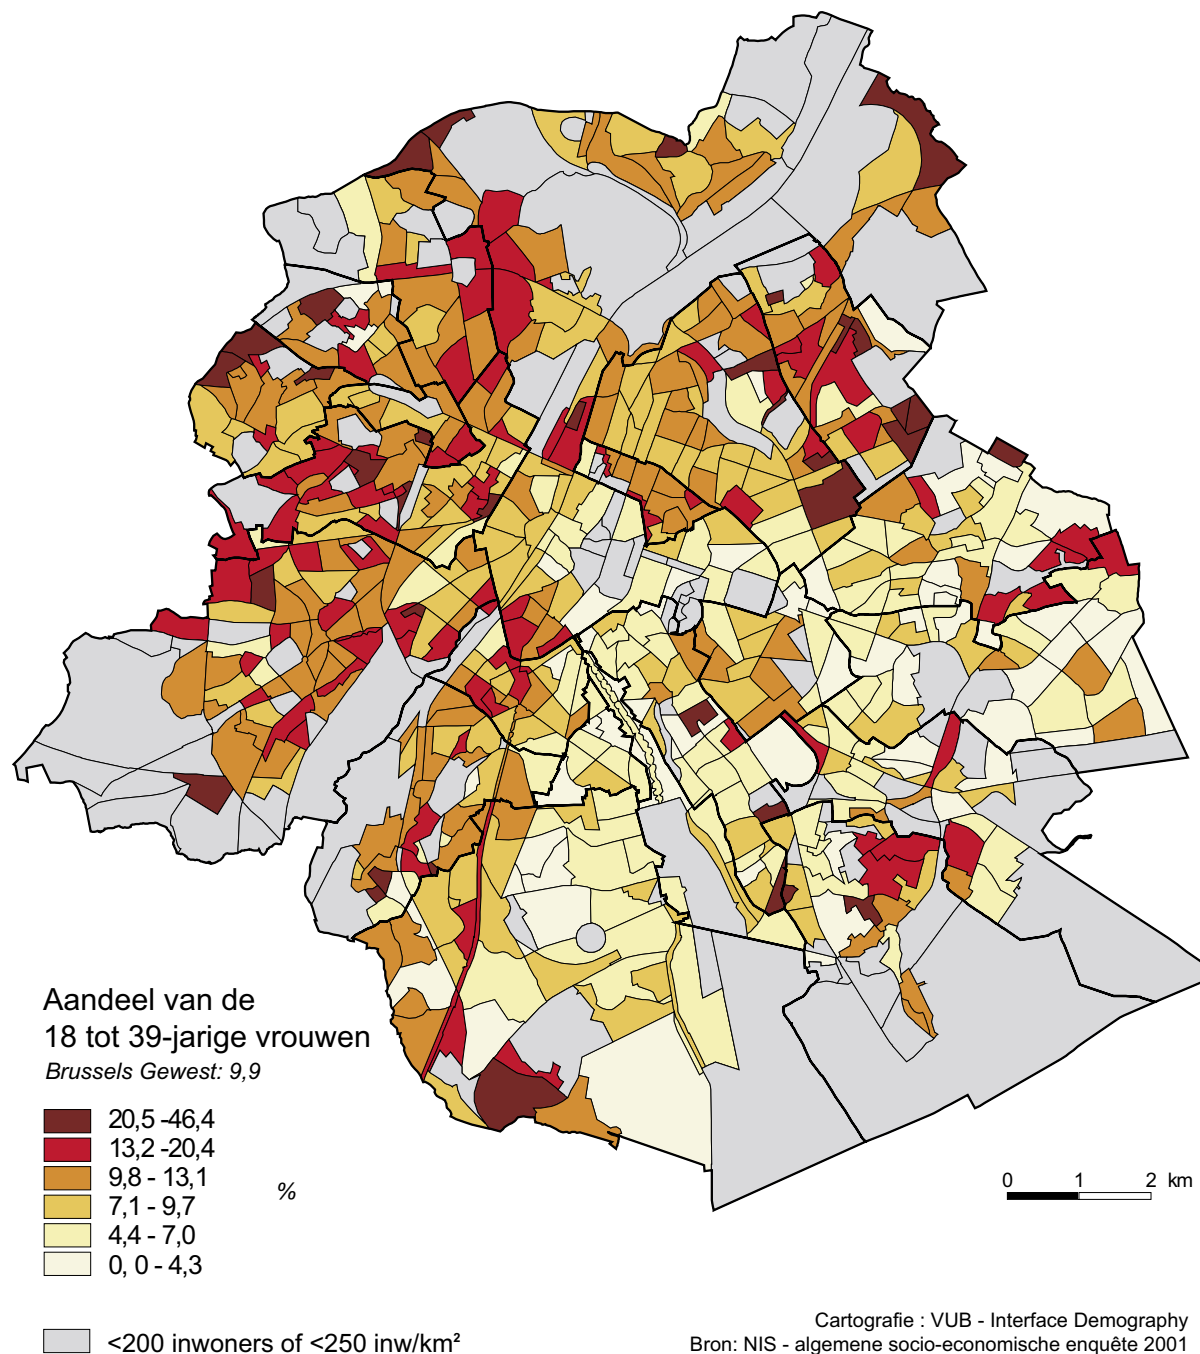 Aandeel van de
18 tot 39-jarige vrouwen
Brussels Gewest: 9,9
20,5 -46,4
13,2 -20,4
9,8 - 13,1
7,1 - 9,7
4,4 - 7,0
0, 0 - 4,3
%
<200 inwoners of <250 inw/km²
0 1 2 km
Cartografie : VUB - Interface Demography
Bron: NIS - algemene socio-economische enquête 2001